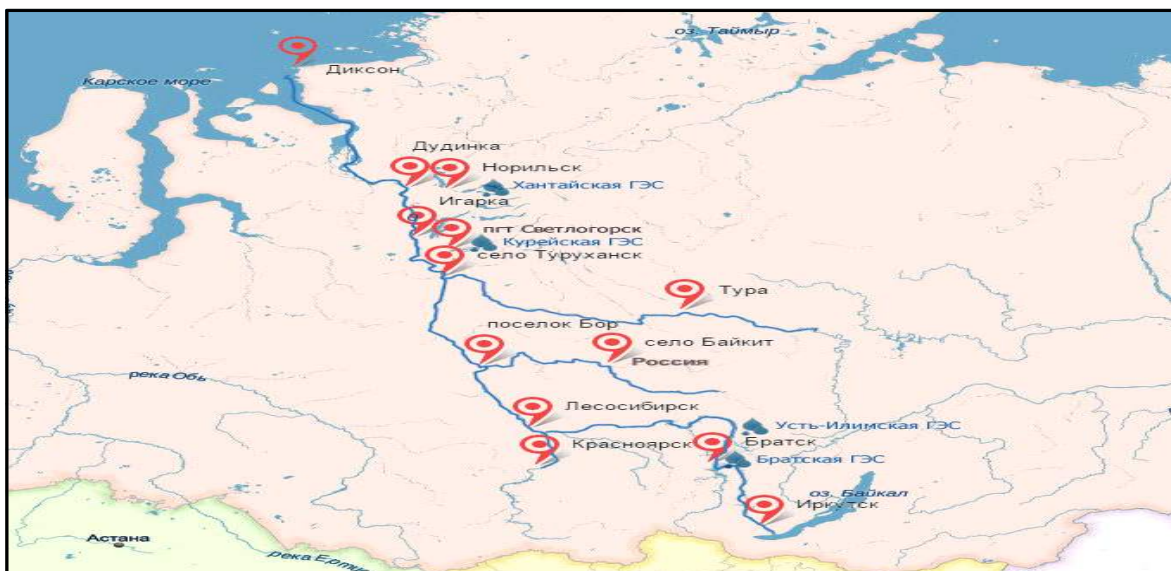 оз. Таймыр
Карское море
Диксон
Дудинка
Норильск
Хантайская ГЭС
Игарка
пгт Светлогорск
Курейская ГЭС
село Туруханск
Тура
поселок Бор
село Байкит
Россия
река Обь
Лесосибирск
Усть-Илимская ГЭС
Красноярск
Братск
Братская ГЭС
оз. Байкал
Иркутск
Астана